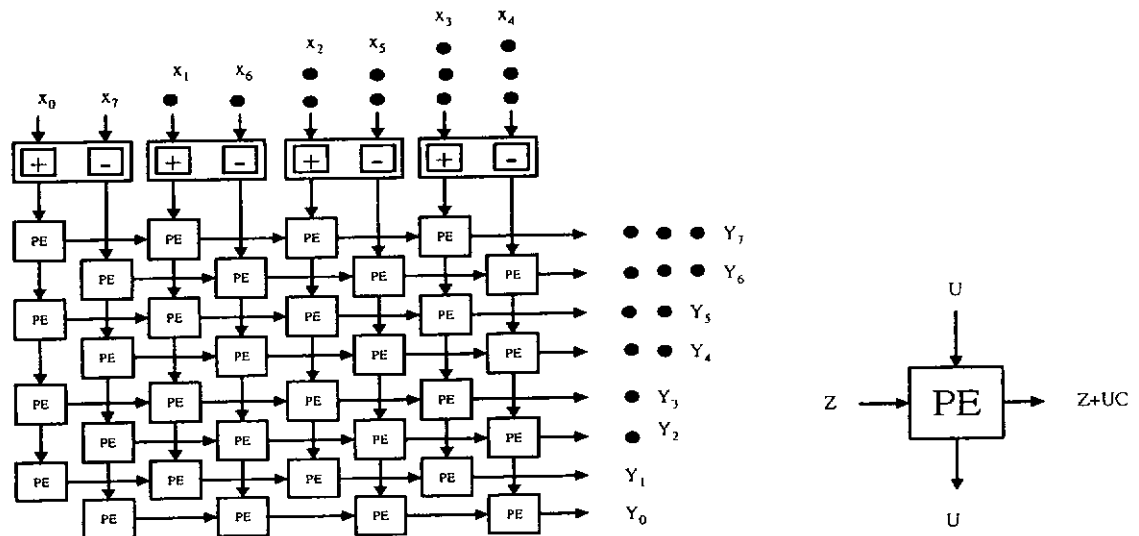 x₃ x₄
x₂ x₅
x₁ x₆
x₀ x₇
+ - + - + - + -
PE PE PE PE Y₇
PE PE PE PE Y₆
PE PE PE PE Y₅
PE PE PE PE Y₄
PE PE PE PE Y₃
PE PE PE PE Y₂
PE PE PE PE Y₁
PE PE PE PE Y₀
U
Z PE Z+UC
U